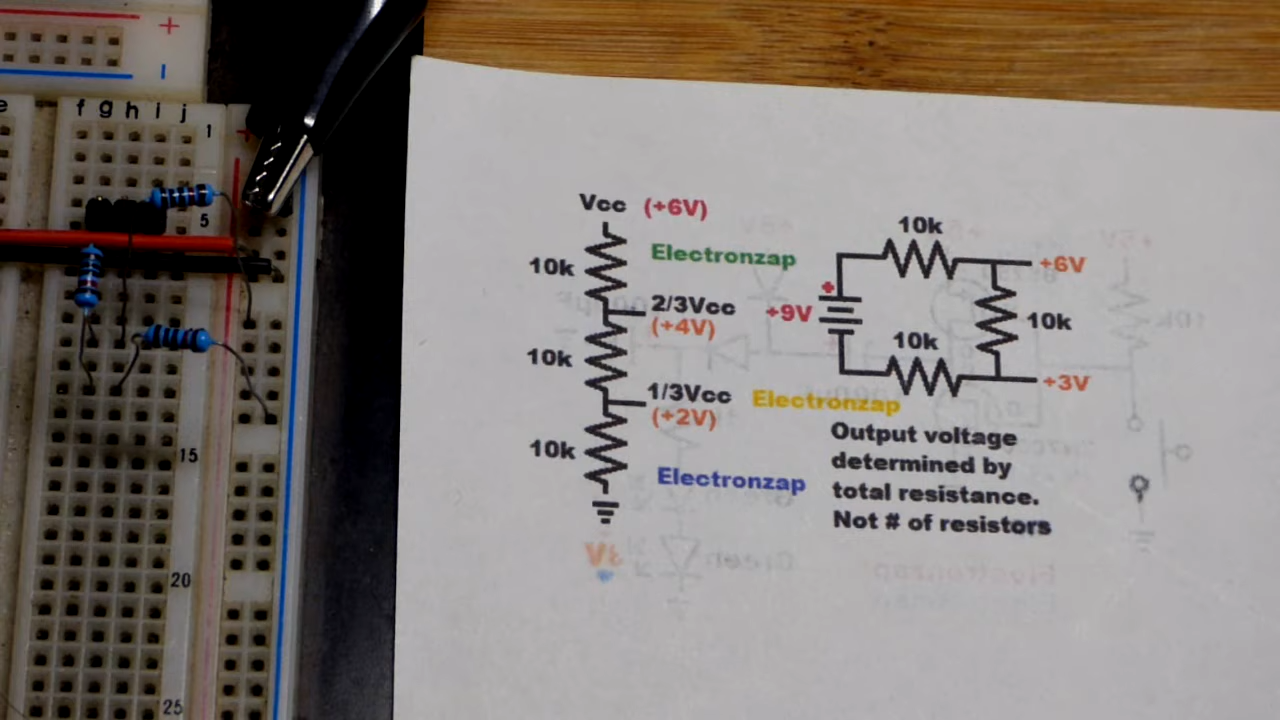 +
e
f g h i j
1
5
15
20
25
Vcc (+6V)
Electronzap
10k
2/3Vcc
(+4V)
10k
1/3Vcc
(+2V)
10k
Electronzap
10k
+6V
+
+9V
10k
10k
+3V
Electronzap
Output voltage
determined by
total resistance.
Not # of resistors